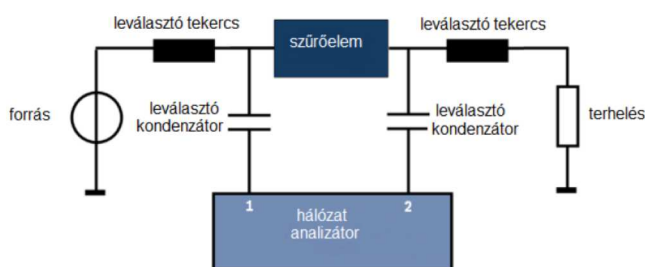 leválasztó tekercs
leválasztó tekercs
szűrőelem
forrás
leválasztó
kondenzátor
leválasztó
kondenzátor
terhelés
1
2
hálózat
analizátor